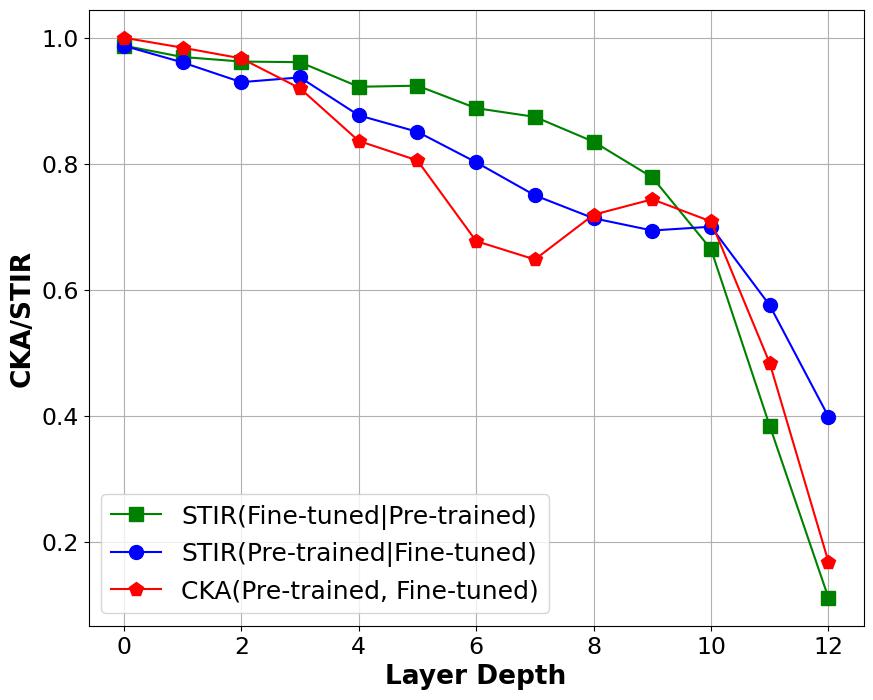 1.0
0.8
0.6
0.4
0.2
CKA/STIR
STIR(Fine-tuned|Pre-trained)
STIR(Pre-trained|Fine-tuned)
CKA(Pre-trained, Fine-tuned)
0 2 4 6 8 10 12
Layer Depth